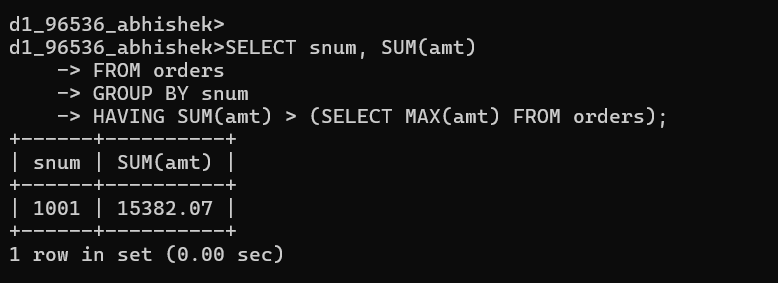 d1_96536_abhishek>
d1_96536_abhishek>SELECT snum, SUM(amt)
    -> FROM orders
    -> GROUP BY snum
    -> HAVING SUM(amt) > (SELECT MAX(amt) FROM orders);
+------+----------+
| snum | SUM(amt) |
+------+----------+
| 1001 | 15382.07 |
+------+----------+
1 row in set (0.00 sec)